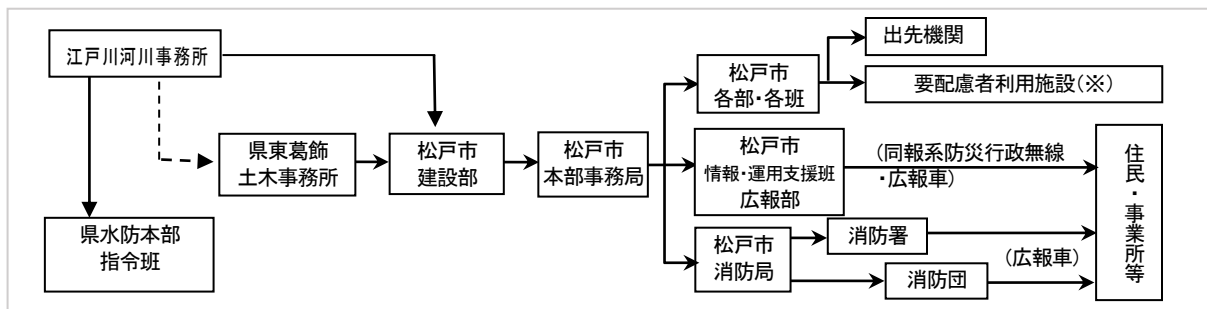 江戸川河川事務所
県東葛飾
土木事務所
県水防本部
指令班
松戸市
建設部
松戸市
本部事務局
松戸市
各部・各班
出先機関
要配慮者利用施設(※)
松戸市
情報・運用支援班
広報部
(同報系防災行政無線
・広報車)
松戸市
消防局
消防署
消防団
(広報車)
住民・事業所等